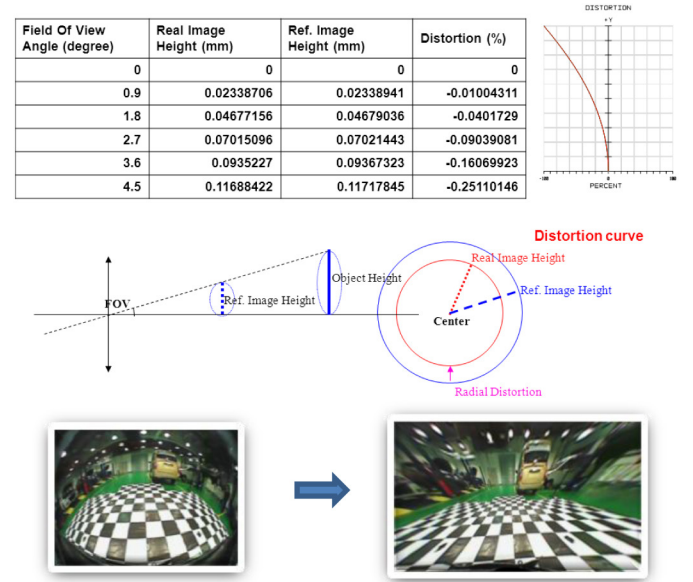 DISTORTION
+Y
Field Of View Angle (degree) Real Image Height (mm) Ref. Image Height (mm) Distortion (%)
0 0 0 0
0.9 0.02338706 0.02338941 -0.01004311
1.8 0.04677156 0.04679036 -0.0401729
2.7 0.07015096 0.07021443 -0.09039081
3.6 0.0935227 0.09367323 -0.16069923
4.5 0.11688422 0.11717845 -0.25110146
-100 0 100
PERCENT
Distortion curve
Real Image Height
Object Height
Ref. Image Height
FOV
Ref. Image Height
Center
Radial Distortion